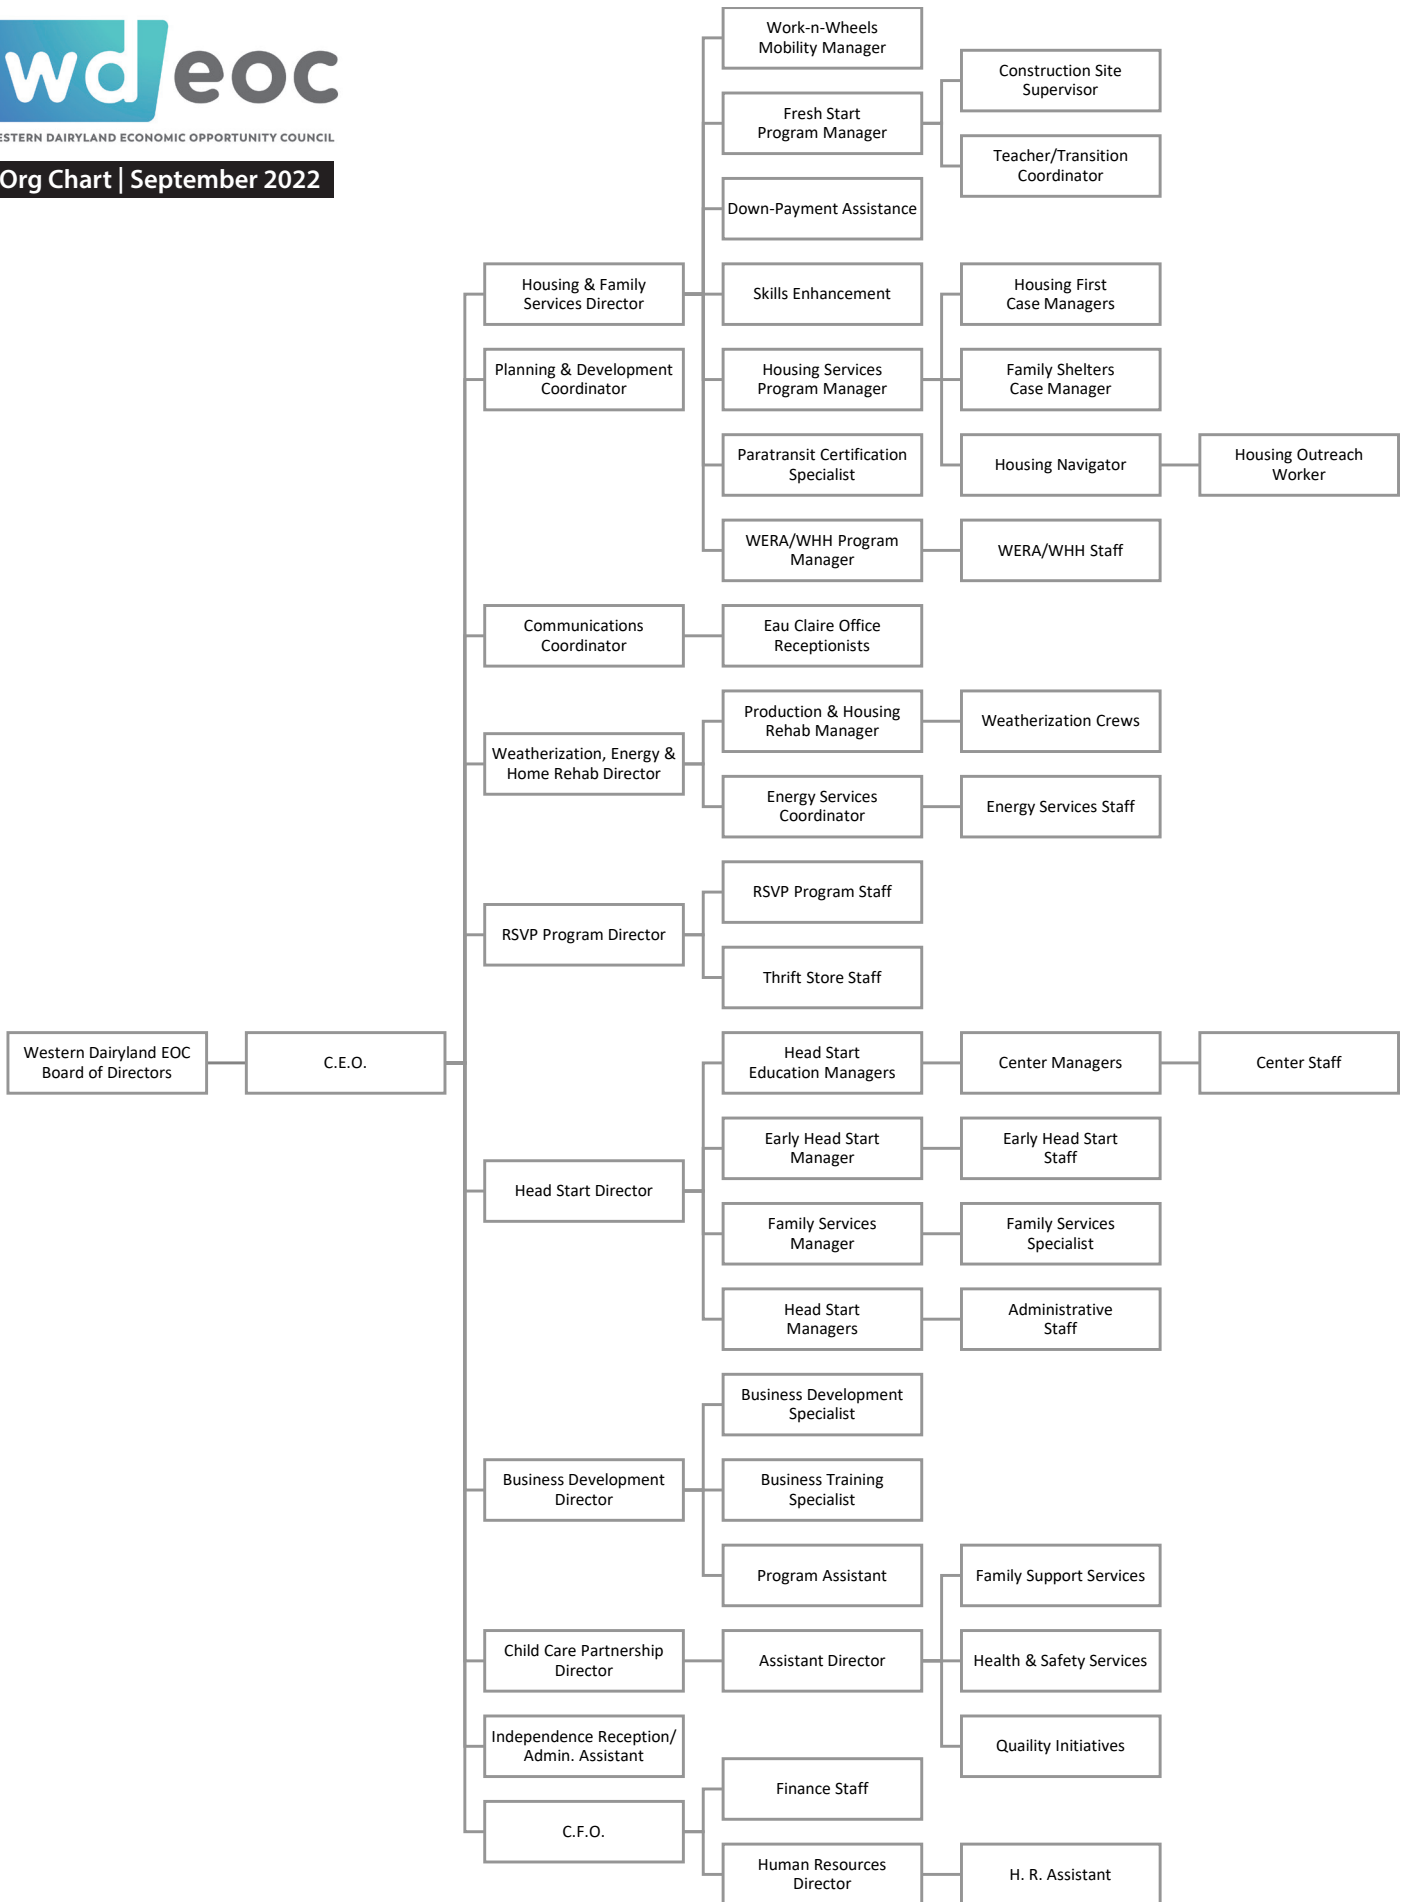 wdeoc
ESTERN DAIRYLAND ECONOMIC OPPORTUNITY COUNCIL
Org Chart | September 2022
Western Dairyland EOC
Board of Directors
C.E.O.
Housing & Family
Services Director
Work-n-Wheels
Mobility Manager
Fresh Start
Program Manager
Construction Site
Supervisor
Teacher/Transition
Coordinator
Down-Payment Assistance
Skills Enhancement
Housing Services
Program Manager
Housing First
Case Managers
Family Shelters
Case Manager
Housing Navigator
Housing Outreach
Worker
Paratransit Certification
Specialist
WERA/WHH Program
Manager
WERA/WHH Staff
Planning & Development
Coordinator
Communications
Coordinator
Eau Claire Office
Receptionists
Weatherization, Energy &
Home Rehab Director
Production & Housing
Rehab Manager
Weatherization Crews
Energy Services
Coordinator
Energy Services Staff
RSVP Program Director
RSVP Program Staff
Thrift Store Staff
Head Start Director
Head Start
Education Managers
Center Managers
Center Staff
Early Head Start
Manager
Early Head Start
Staff
Family Services
Manager
Family Services
Specialist
Head Start
Managers
Administrative
Staff
Business Development
Director
Business Development
Specialist
Business Training
Specialist
Program Assistant
Child Care Partnership
Director
Assistant Director
Family Support Services
Health & Safety Services
Quaility Initiatives
Independence Reception/
Admin. Assistant
C.F.O.
Finance Staff
Human Resources
Director
H. R. Assistant